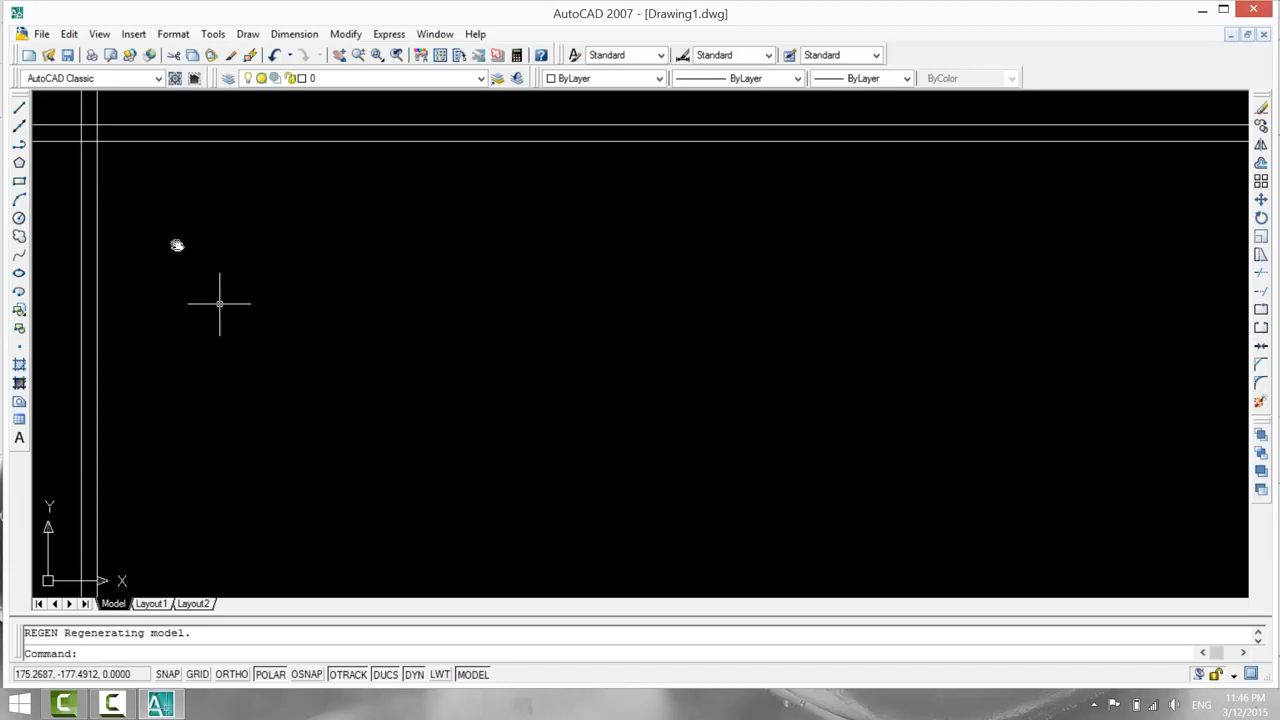 AutoCAD 2007 - [Drawing1.dwg]
File Edit View Insert Format Tools Draw Dimension Modify Express Window Help
Standard Standard Standard
AutoCAD Classic 0 ByLayer ByLayer ByLayer ByColor
A
Y
X
Model Layout1 Layout2
REGEN Regenerating model.
Command:
175.2687, -177.4912, 0.0000 SNAP GRID ORTHO POLAR OSNAP OTRACK DUCS DYN LWT MODEL
ENG 11:46 PM
3/12/2015